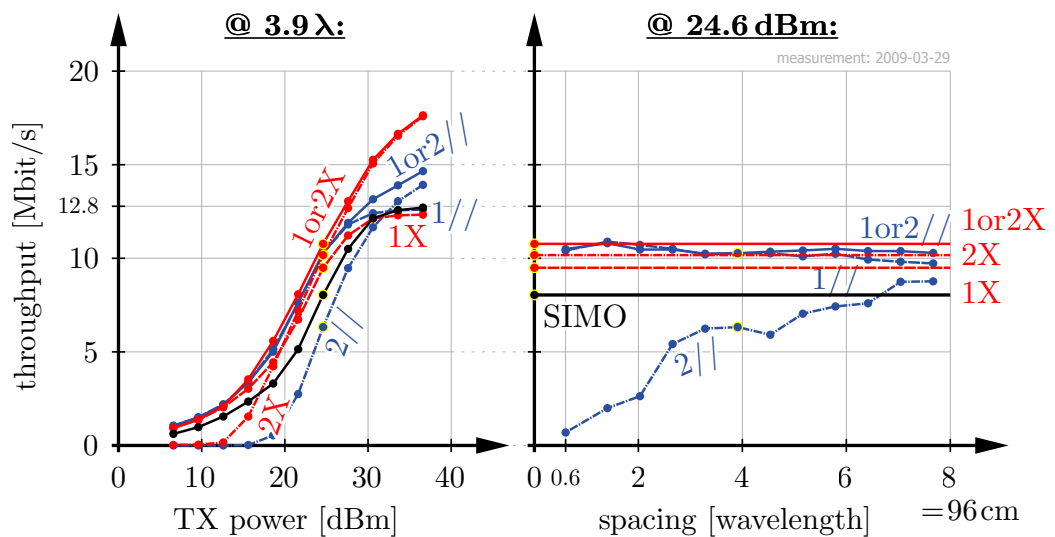 @ 3.9 λ:
@ 24.6 dBm:
measurement: 2009-03-29
throughput [Mbit/s]
20
15
12.8
10
5
0
1or2X
1or2//
1//
1X
2//
2X
0
10
20
30
40
TX power [dBm]
1or2//
1or2X
2X
1//
1X
SIMO
2//
0
0.6
2
4
6
8
spacing [wavelength]
=96 cm